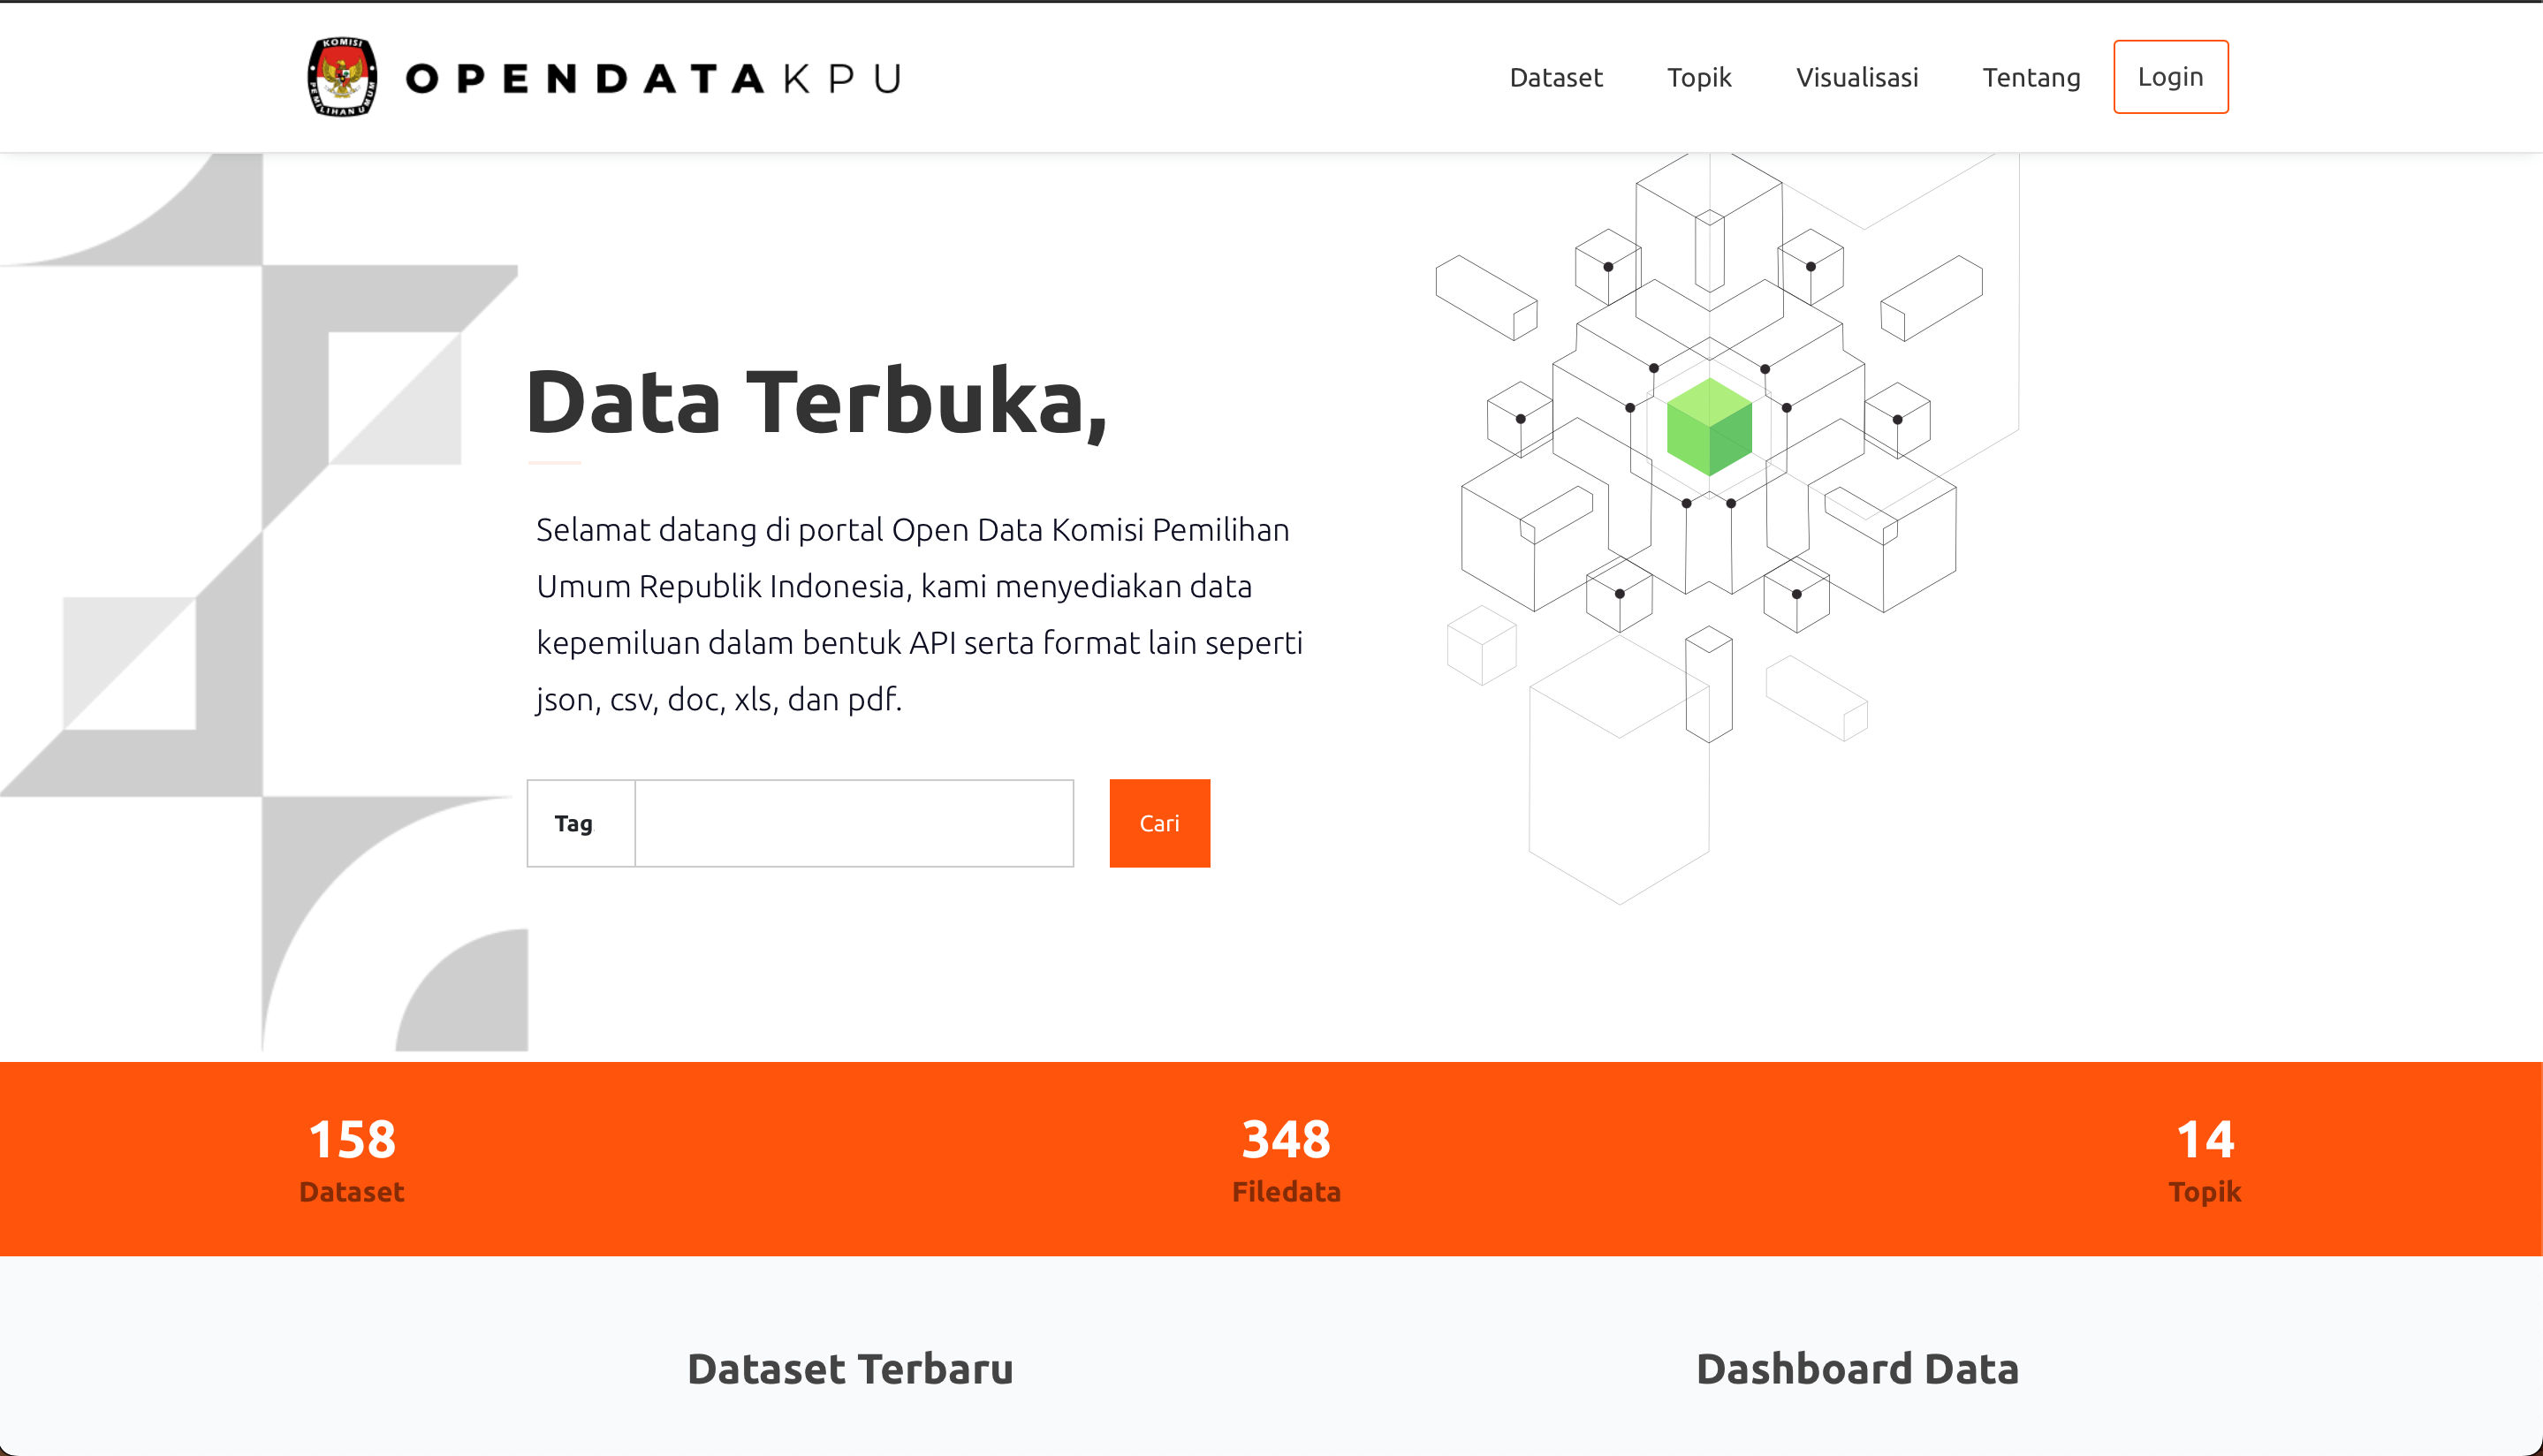 KOMISI
PEMILIHAN UMUM
OPENDATAKPU
Dataset
Topik
Visualisasi
Tentang
Login
Data Terbuka,
Selamat datang di portal Open Data Komisi Pemilihan
Umum Republik Indonesia, kami menyediakan data
kepemiluan dalam bentuk API serta format lain seperti
json, csv, doc, xls, dan pdf.
Tag
Cari
158
Dataset
348
Filedata
14
Topik
Dataset Terbaru
Dashboard Data